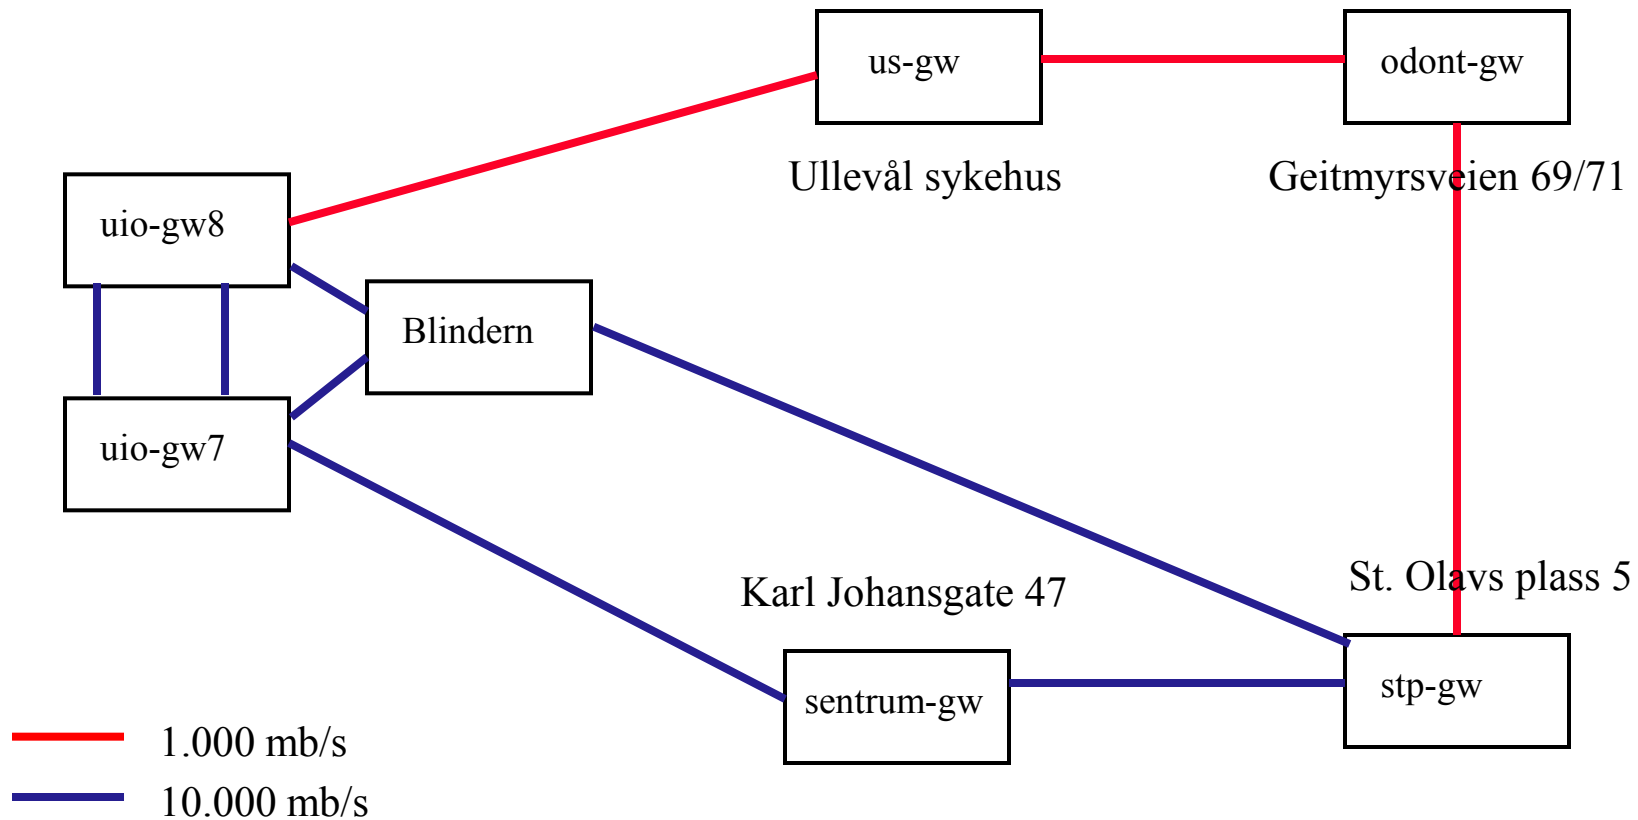 us-gw
odont-gw
Ullevål sykehus
Geitmyrsveien 69/71
uio-gw8
Blindern
uio-gw7
Karl Johansgate 47
St. Olavs plass 5
sentrum-gw
stp-gw
1.000 mb/s
10.000 mb/s